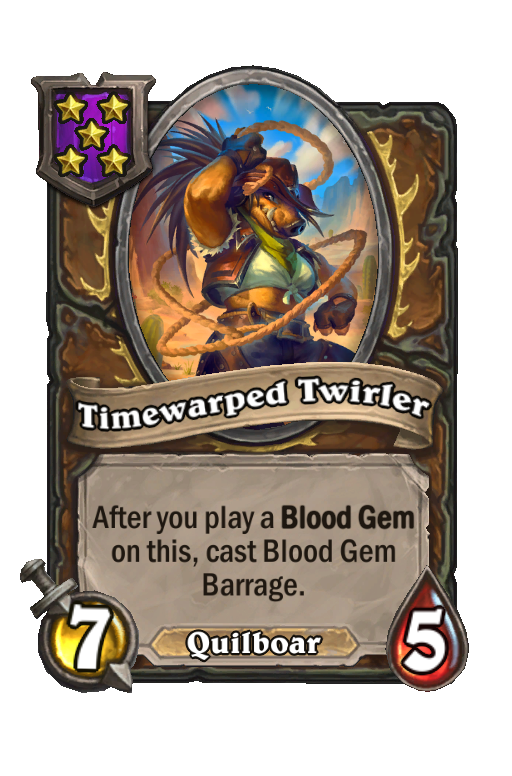 Timewarped Twirler
After you play a Blood Gem
on this, cast Blood Gem
Barrage.
7
Quilboar
5